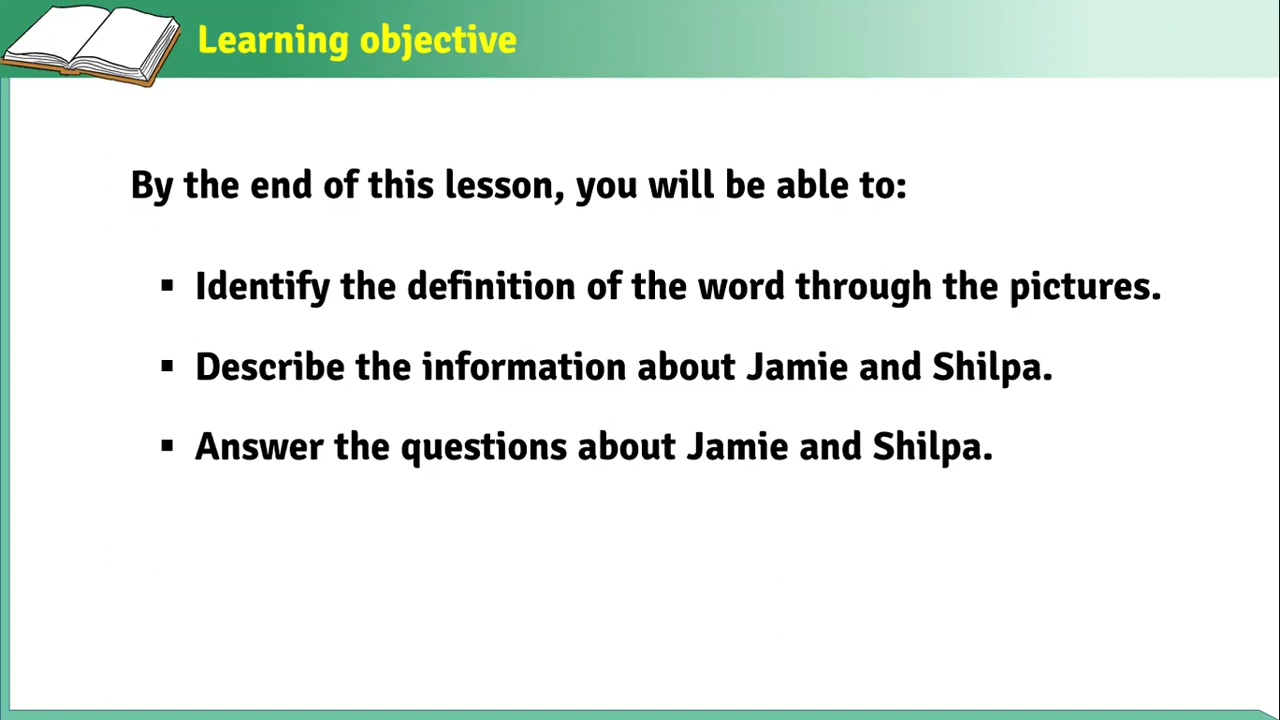 Learning objective
By the end of this lesson, you will be able to:
▪ Identify the definition of the word through the pictures.
▪ Describe the information about Jamie and Shilpa.
▪ Answer the questions about Jamie and Shilpa.